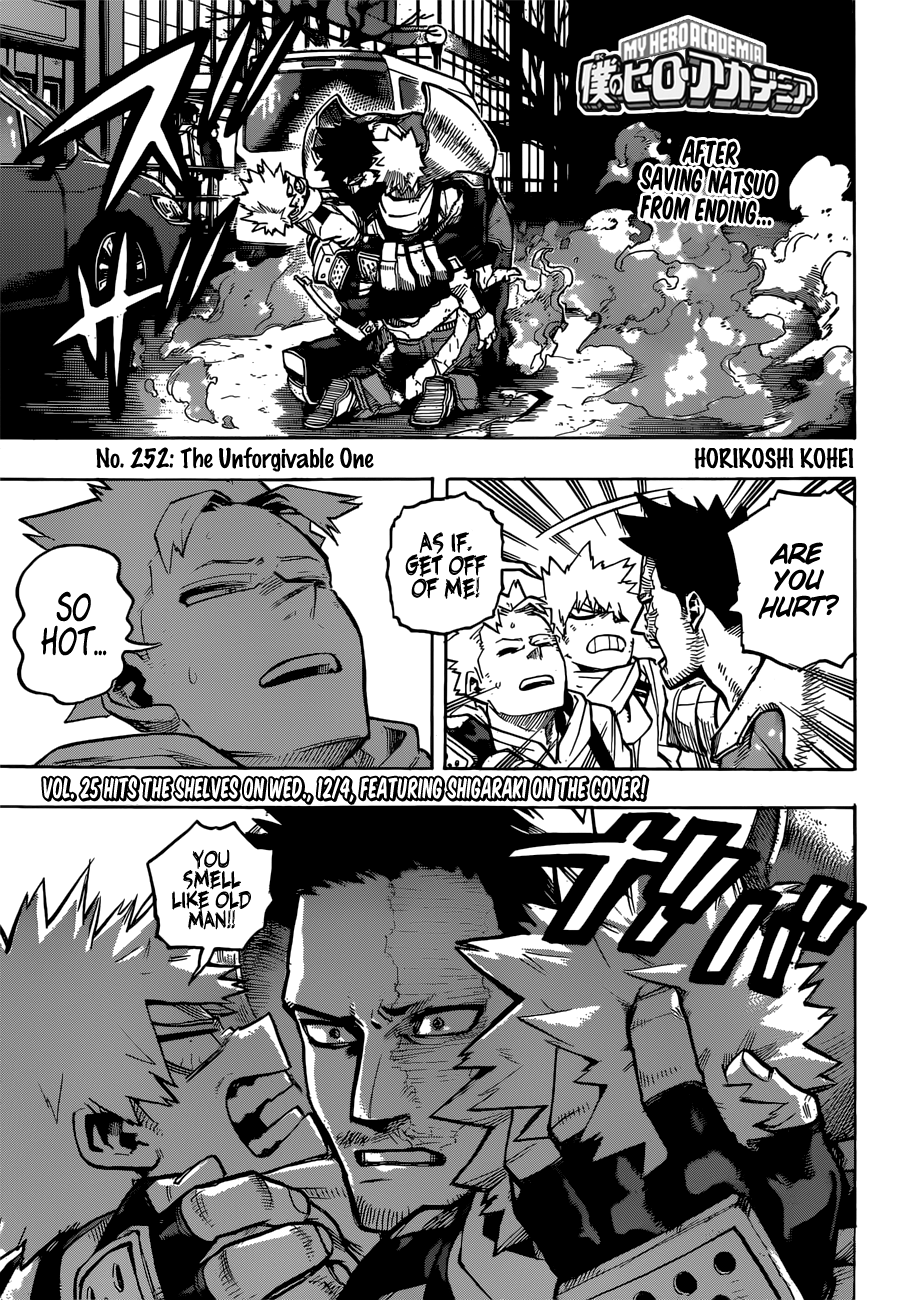 MY HERO ACADEMIA
僕のヒーローアカデミア
AFTER
SAVING NATSUO
FROM ENDING...
No. 252: The Unforgivable One
HORIKOSHI KOHEI
ARE
YOU
HURT?
AS IF.
GET OFF
OF ME!
SO
HOT...
VOL. 25 HITS THE SHELVES ON WED., 12/4, FEATURING SHIGARAKI ON THE COVER!
YOU
SMELL
LIKE OLD
MAN!!